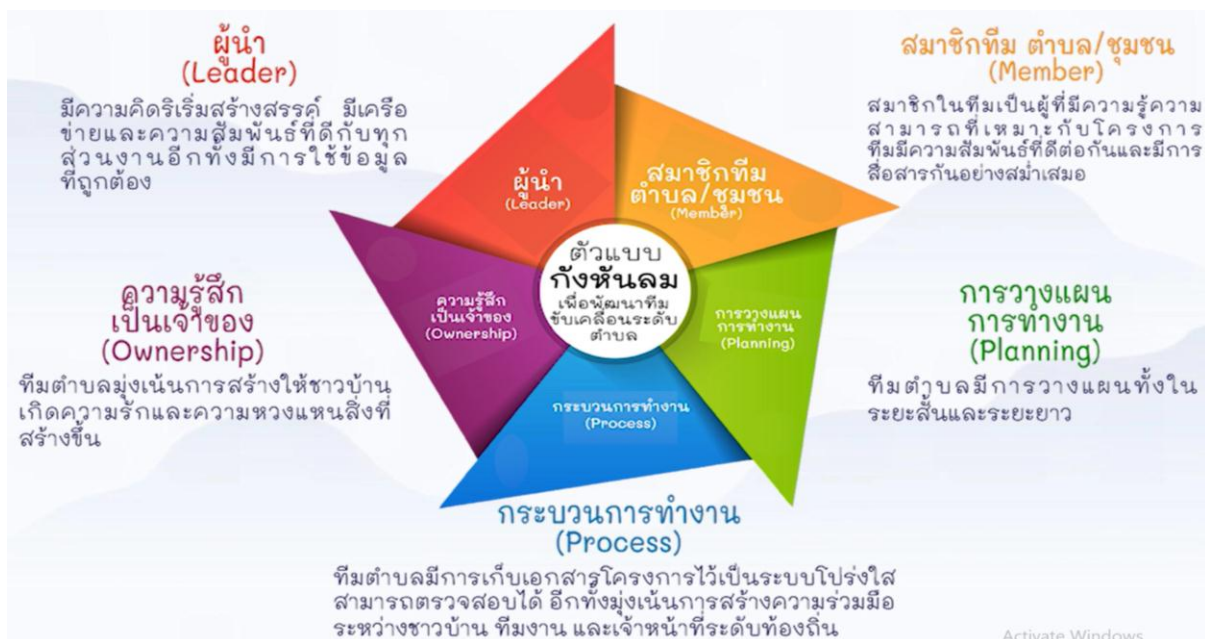 ผู้นำ
(Leader)
มีความคิดริเริ่มสร้างสรรค์ มีเครือ
ข่ายและความสัมพันธ์ที่ดีกับทุก
ส่วนงานอีกทั้งมีการใช้ข้อมูล
ที่ถูกต้อง
สมาชิกทีม ตำบล/ชุมชน
(Member)
สมาชิกในทีมเป็นผู้ที่มีความรู้ความ
สามารถที่เหมาะกับโครงการ
ทีมมีความสัมพันธ์ที่ดีต่อกันและมีการ
สื่อสารกันอย่างสม่ำเสมอ
ผู้นำ
(Leader)
สมาชิกทีม
ตำบล/ชุมชน
(Member)
ตัวแบบ
กังหันลม
เพื่อพัฒนาทีม
ขับเคลื่อนระดับ
ตำบล
ความรู้สึก
เป็นเจ้าของ
(Ownership)
การวางแผน
การทำงาน
(Planning)
กระบวนการทำงาน
(Process)
ความรู้สึก
เป็นเจ้าของ
(Ownership)
ทีมตำบลมุ่งเน้นการสร้างให้ชาวบ้าน
เกิดความรักและความหวงแหนสิ่งที่
สร้างขึ้น
การวางแผน
การทำงาน
(Planning)
ทีมตำบลมีการวางแผนทั้งใน
ระยะสั้นและระยะยาว
กระบวนการทำงาน
(Process)
ทีมตำบลมีการเก็บเอกสารโครงการไว้เป็นระบบโปร่งใส
สามารถตรวจสอบได้ อีกทั้งมุ่งเน้นการสร้างความร่วมมือ
ระหว่างชาวบ้าน ทีมงาน และเจ้าหน้าที่ระดับท้องถิ่น
Activate Windows